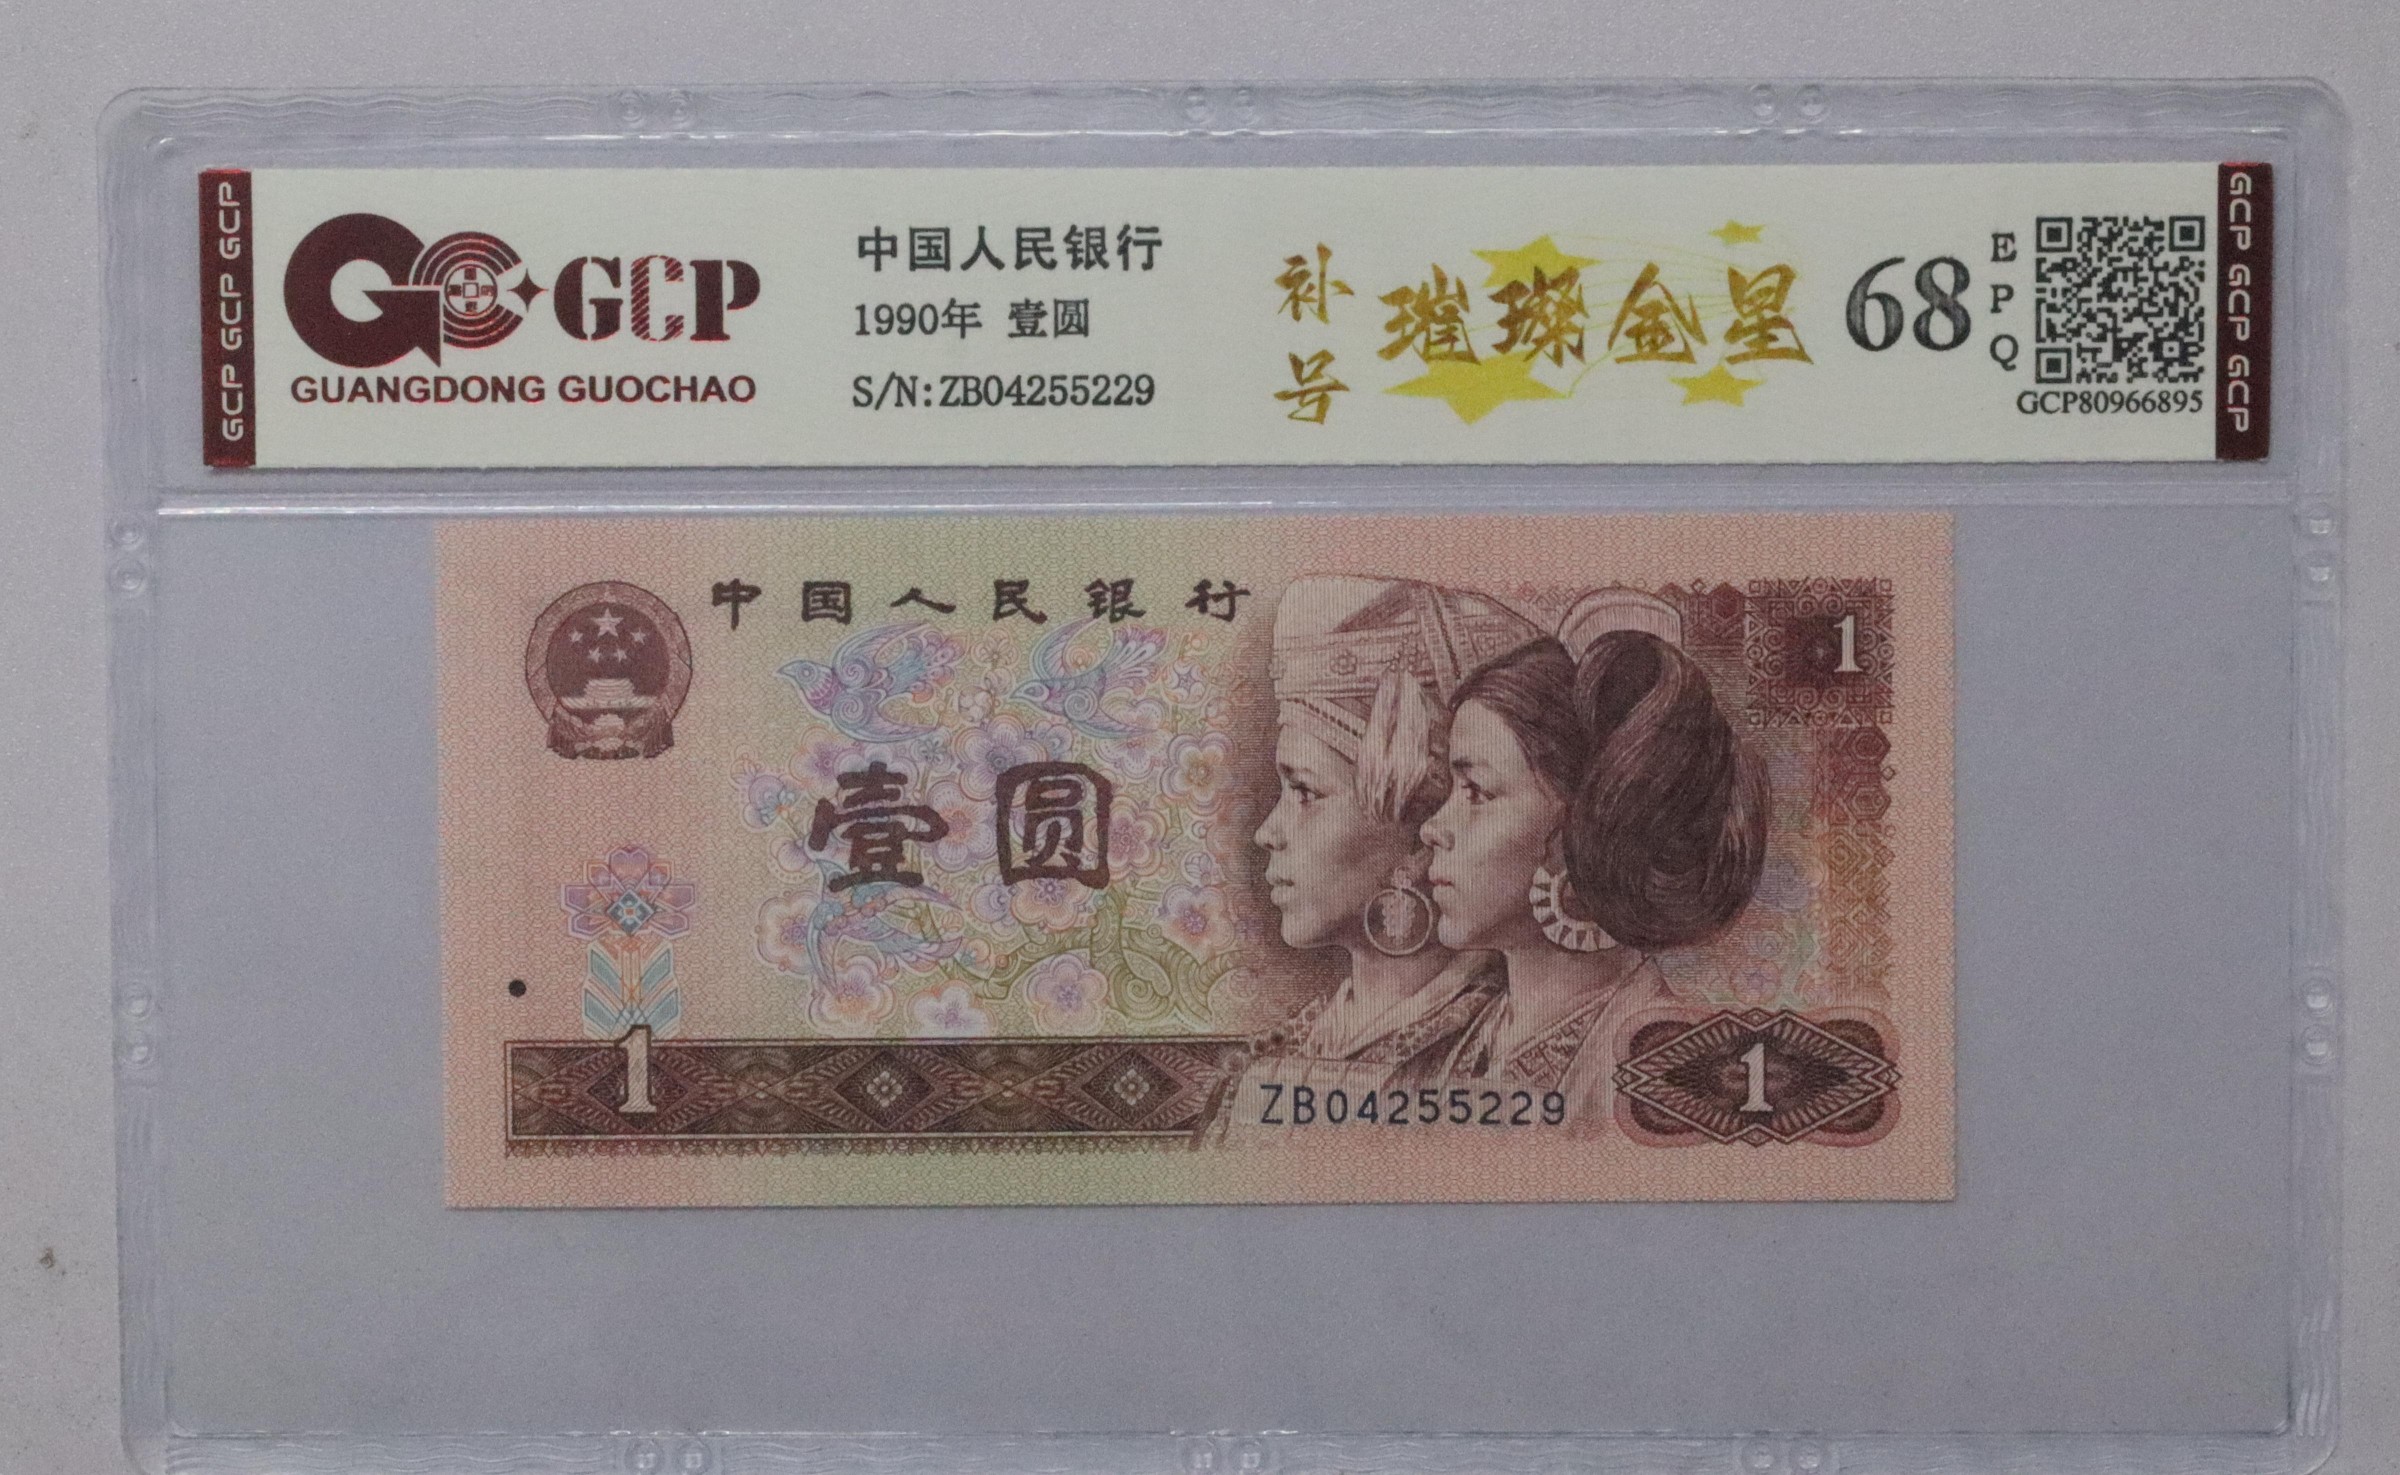 GCP GCP GCP
GCP
GUANGDONG GUOCHAO
中国人民银行
1990年 壹圆
S/N:ZB04255229
补号
璀璨金星
68
EPQ
GCP80966895
GCP GCP GCP
中国人民银行
1
壹圆
1
ZB04255229
1